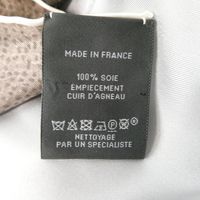 MADE IN FRANCE
100% SOIE
EMPIECEMENT
CUIR D'AGNEAU
NETTOYAGE
PAR UN SPECIALISTE